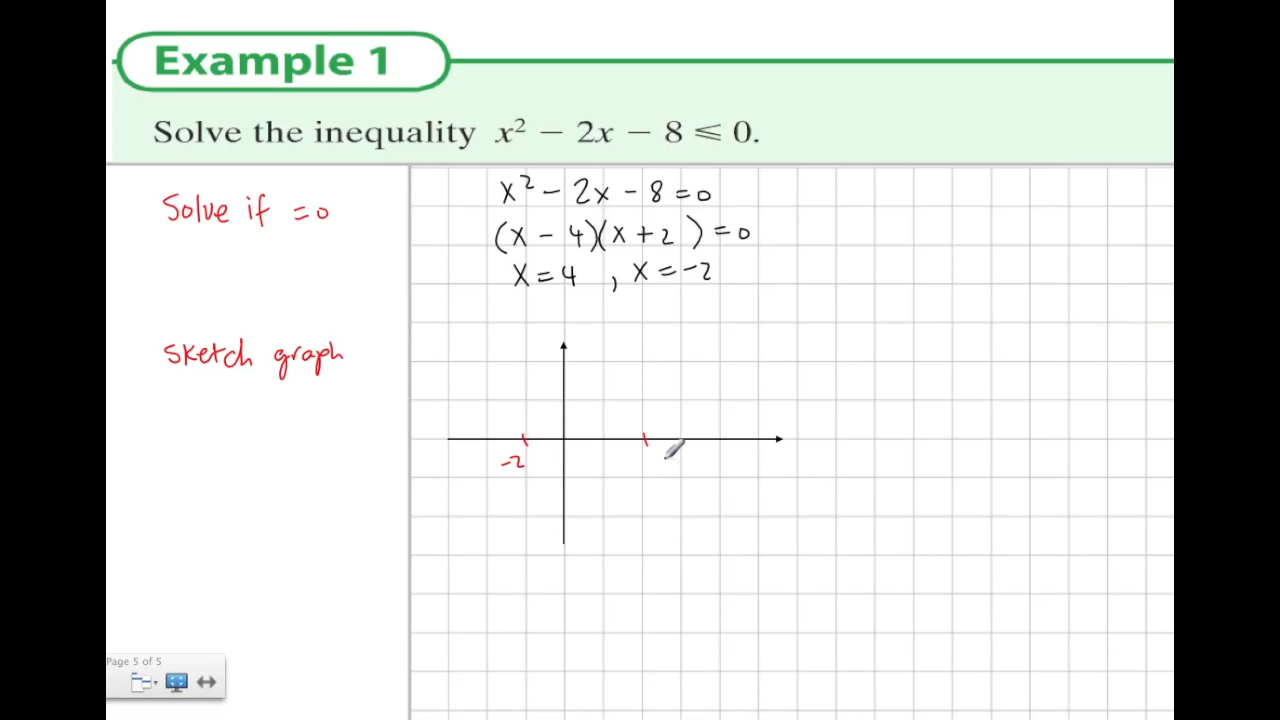 Example 1
Solve the inequality x² − 2x − 8 ⩽ 0.
Solve if = 0
x² − 2x − 8 = 0
(x − 4)(x + 2) = 0
x = 4 , x = −2
sketch graph
−2
Page 5 of 5